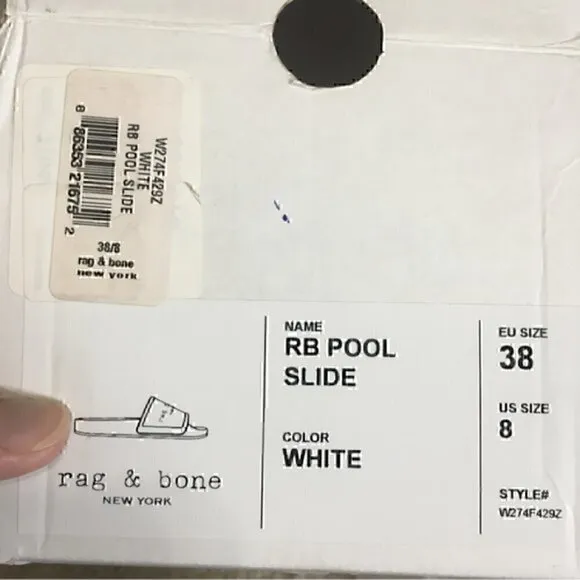 W274F429Z
WHITE
RB POOL SLIDE
8 86353 21675 2
38/8
rag & bone
new york
NAME
RB POOL
SLIDE
COLOR
WHITE
EU SIZE
38
US SIZE
8
STYLE#
W274F429Z
rag & bone
NEW YORK